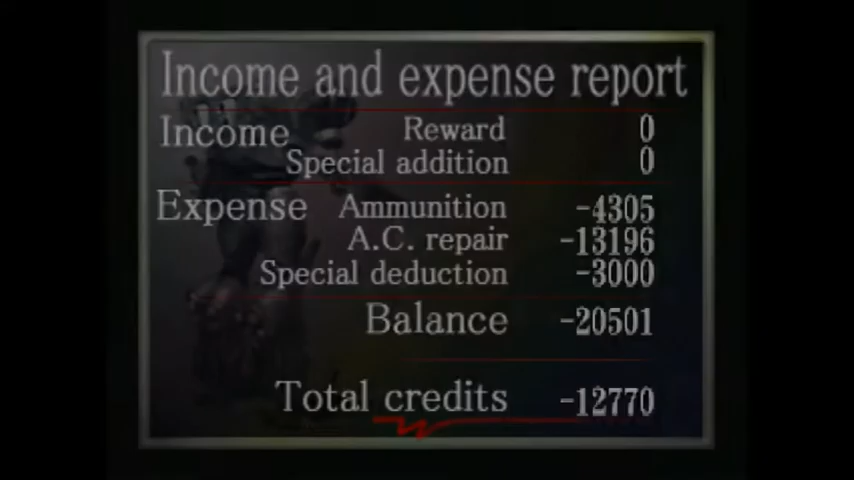 Income and expense report
Income Reward 0
Special addition 0
Expense Ammunition -4305
A.C. repair -13196
Special deduction -3000
Balance -20501
Total credits -12770